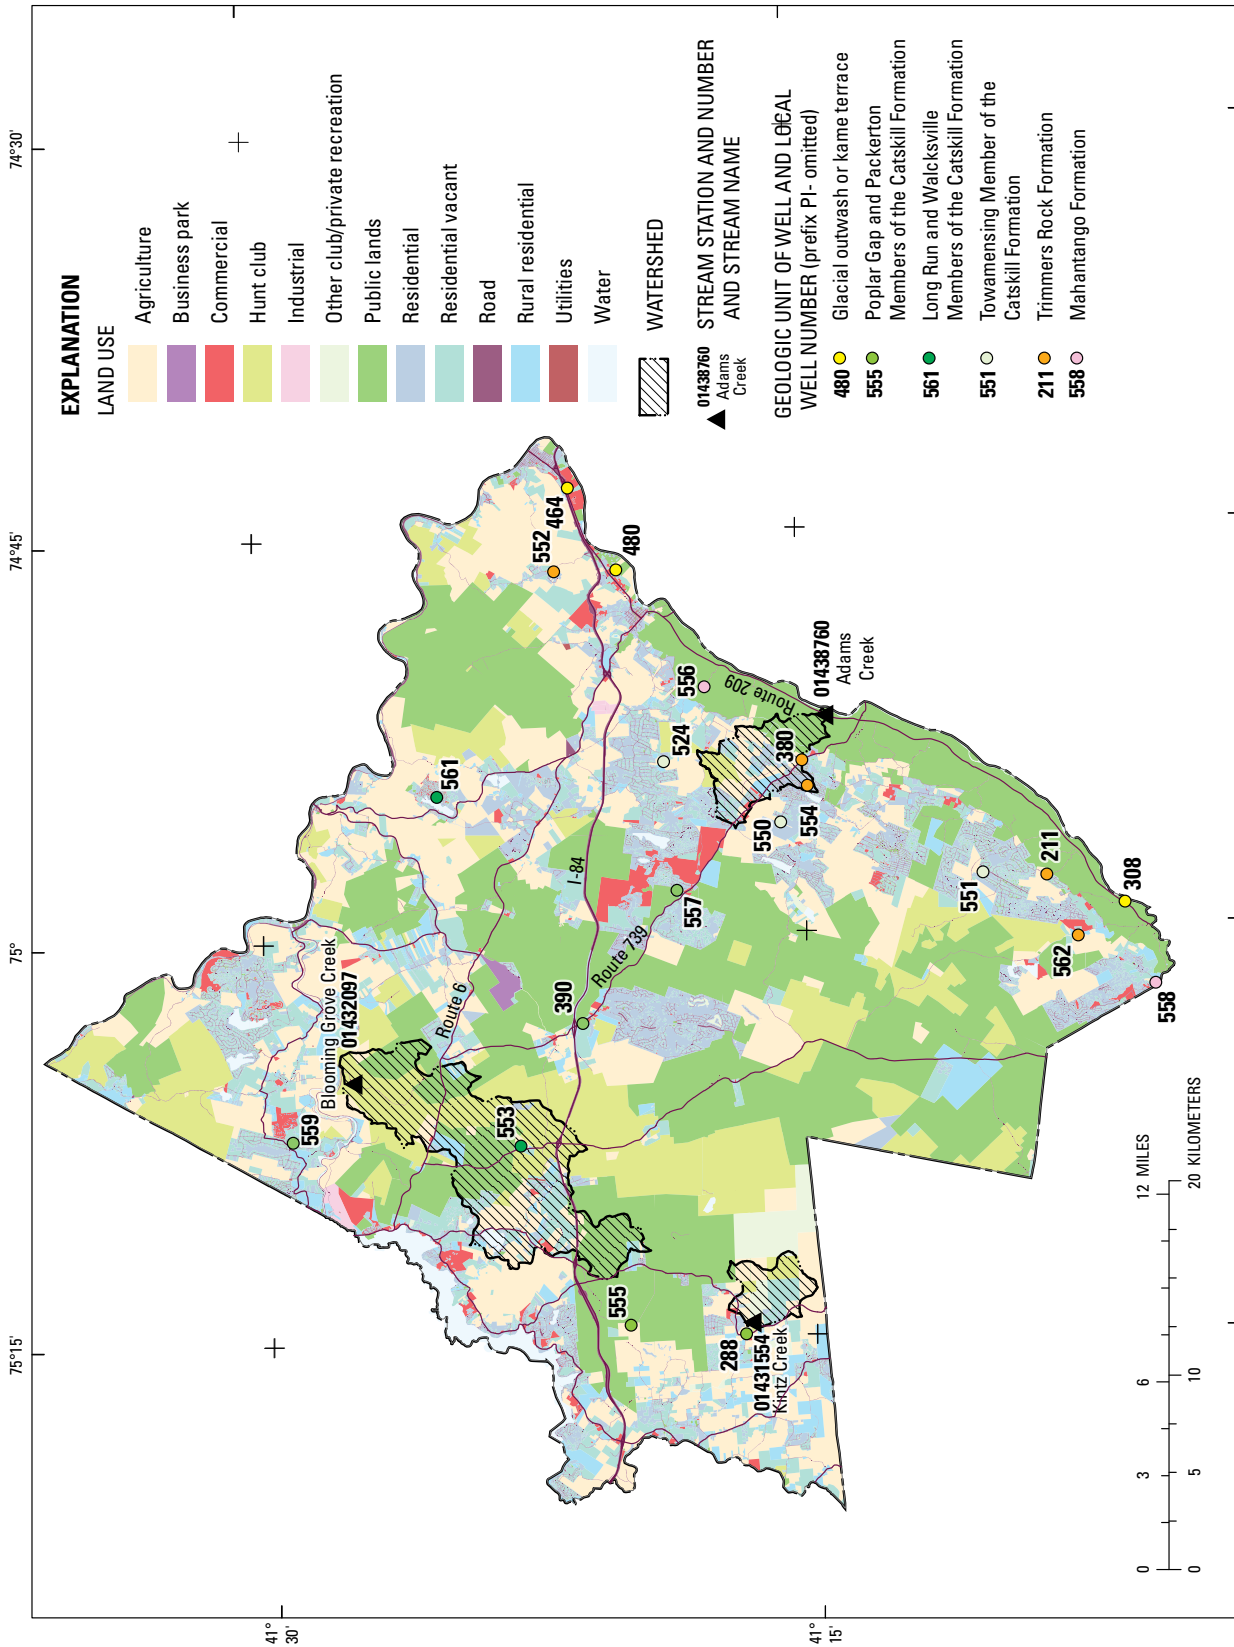 EXPLANATION
LAND USE
Agriculture
Business park
Commercial
Hunt club
Industrial
Other club/private recreation
Public lands
Residential
Residential vacant
Road
Rural residential
Utilities
Water
WATERSHED
01438760
Adams
Creek
STREAM STATION AND NUMBER
AND STREAM NAME
GEOLOGIC UNIT OF WELL AND LOCAL
WELL NUMBER (prefix PI- omitted)
480 Glacial outwash or kame terrace
555 Poplar Gap and Packerton
Members of the Catskill Formation
561 Long Run and Walcksville
Members of the Catskill Formation
551 Towamensing Member of the
Catskill Formation
211 Trimmers Rock Formation
558 Mahantango Formation
75°15'
75°
74°45'
74°30'
41°
30'
41°
15'
559
Blooming Grove Creek
01432097
561
552
464
480
Route 6
553
390
I-84
Route 739
557
524
556
Route 209
01438760
Adams
Creek
380
554
550
555
288
01431554
Kintz Creek
551
211
308
562
558
0 3 6 12 MILES
0 5 10 20 KILOMETERS